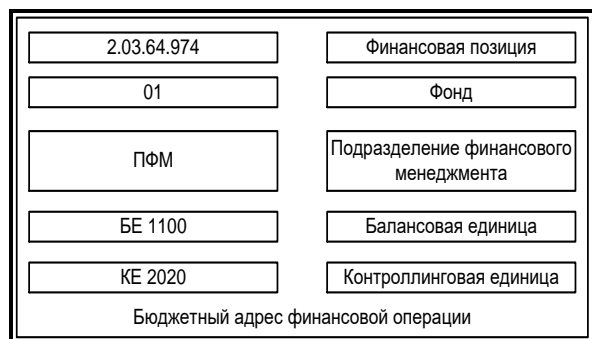 2.03.64.974
Финансовая позиция
01
Фонд
ПФМ
Подразделение финансового
менеджмента
БЕ 1100
Балансовая единица
КЕ 2020
Контроллинговая единица
Бюджетный адрес финансовой операции